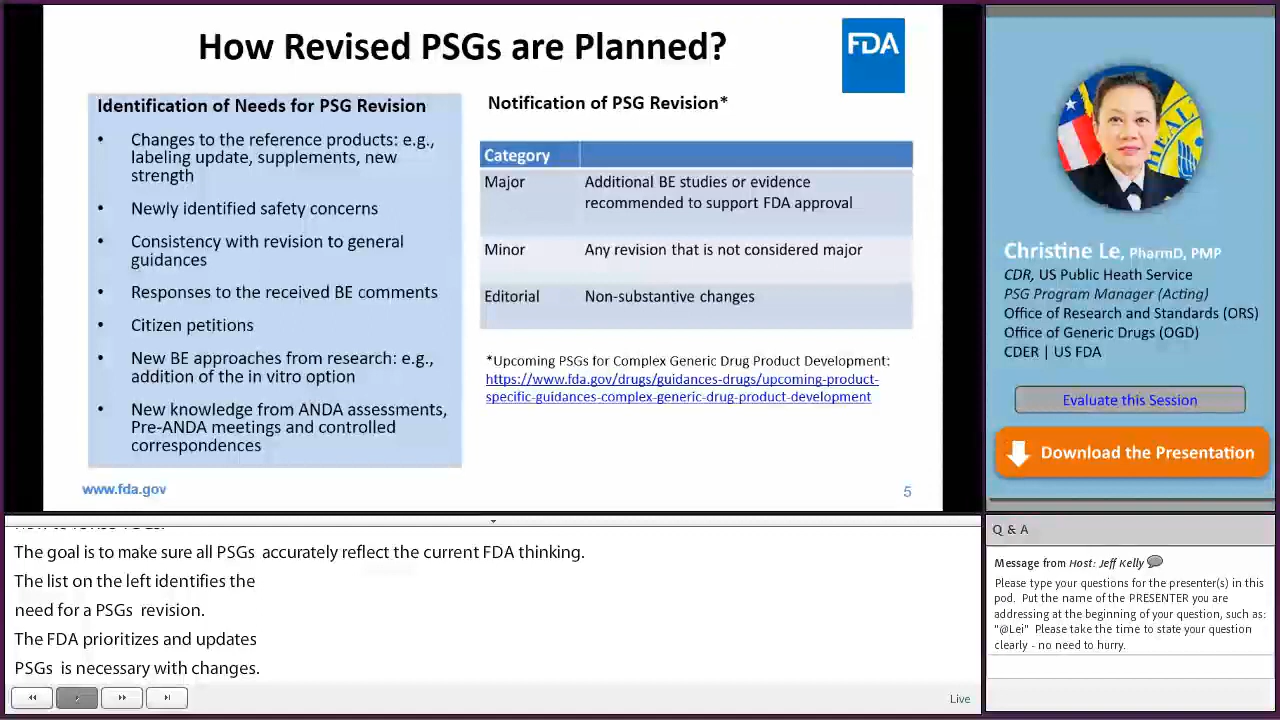 How Revised PSGs are Planned?
FDA
Identification of Needs for PSG Revision
• Changes to the reference products: e.g.,
labeling update, supplements, new
strength
• Newly identified safety concerns
• Consistency with revision to general
guidances
• Responses to the received BE comments
• Citizen petitions
• New BE approaches from research: e.g.,
addition of the in vitro option
• New knowledge from ANDA assessments,
Pre-ANDA meetings and controlled
correspondences
Notification of PSG Revision*
Category
Major Additional BE studies or evidence
recommended to support FDA approval
Minor Any revision that is not considered major
Editorial Non-substantive changes
*Upcoming PSGs for Complex Generic Drug Product Development:
https://www.fda.gov/drugs/guidances-drugs/upcoming-product-
specific-guidances-complex-generic-drug-product-development
www.fda.gov
5
Christine Le, PharmD, PMP
CDR, US Public Heath Service
PSG Program Manager (Acting)
Office of Research and Standards (ORS)
Office of Generic Drugs (OGD)
CDER | US FDA
Evaluate this Session
Download the Presentation
The goal is to make sure all PSGs accurately reflect the current FDA thinking.
The list on the left identifies the
need for a PSGs revision.
The FDA prioritizes and updates
PSGs is necessary with changes.
Live
Q & A
Message from Host: Jeff Kelly
Please type your questions for the presenter(s) in this
pod. Put the name of the PRESENTER you are
addressing at the beginning of your question, such as:
"@Lei" Please take the time to state your question
clearly - no need to hurry.